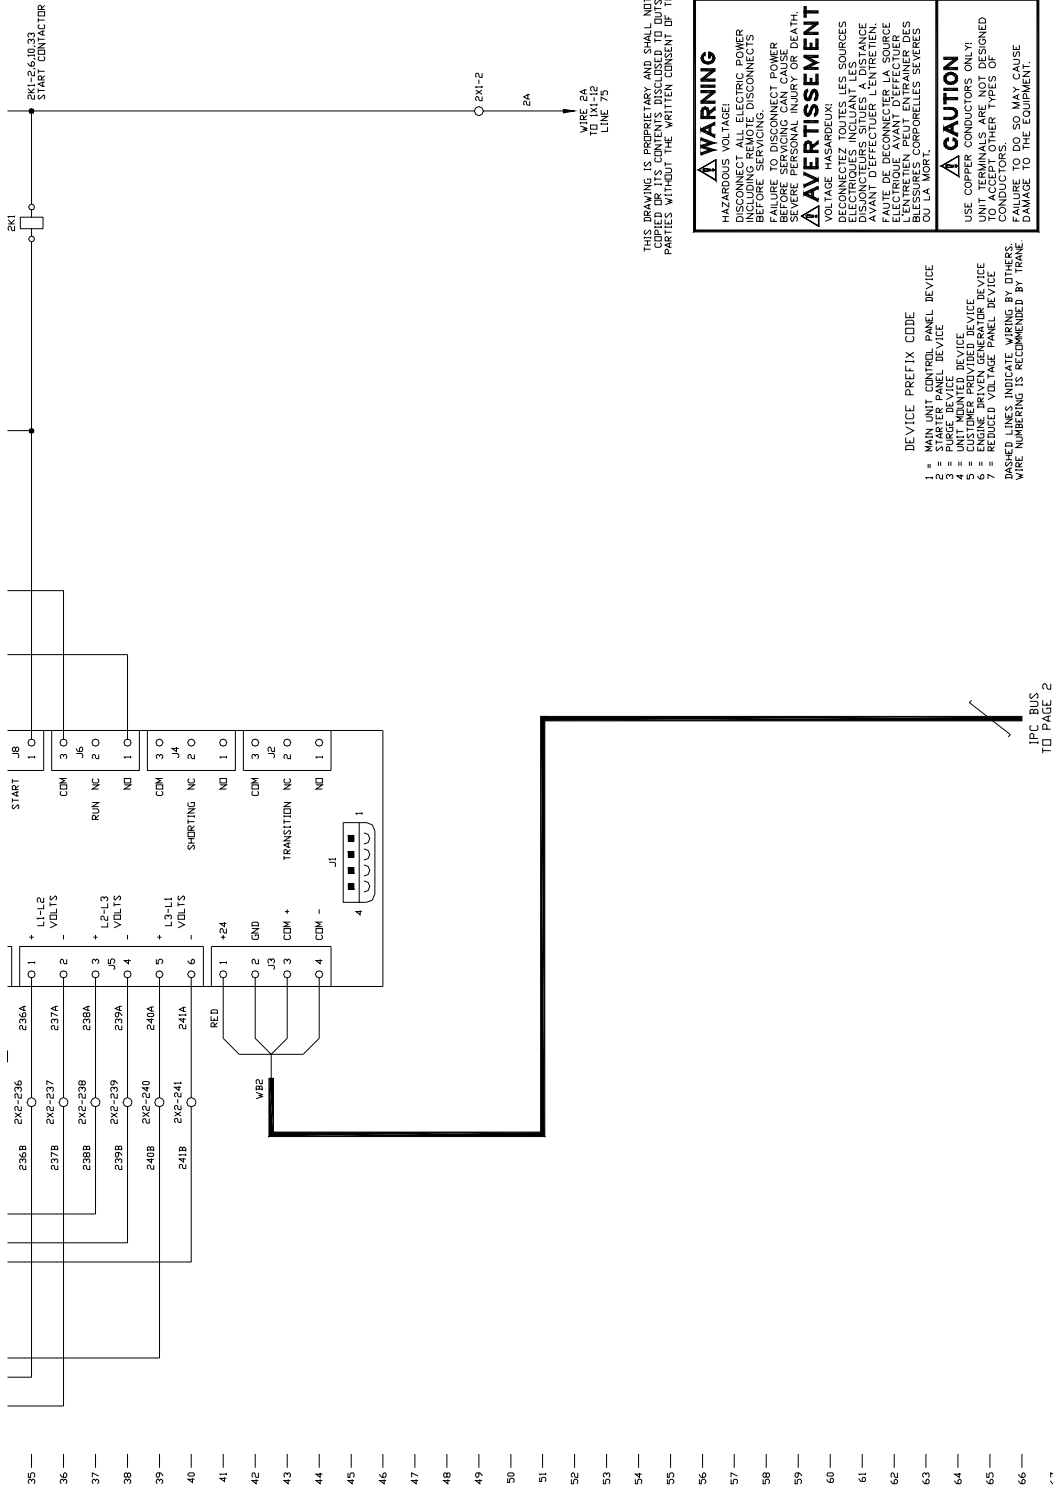 2K1
2K1-2,6,10,33
START CONTACTOR
2X1-2
2A
WIRE 2A
TO 1X1-12
LINE 75
THIS DRAWING IS PROPRIETARY AND SHALL NOT
COPIED OR ITS CONTENTS DISCLOSED TO OUTS
PARTIES WITHOUT THE WRITTEN CONSENT OF T
WARNING
HAZARDOUS VOLTAGE!
DISCONNECT ALL ELECTRIC POWER
INCLUDING REMOTE DISCONNECTS
BEFORE SERVICING.
FAILURE TO DISCONNECT POWER
BEFORE SERVICING CAN CAUSE
SEVERE PERSONAL INJURY OR DEATH.
AVERTISSEMENT
VOLTAGE HASARDEUX!
DECONNECTEZ TOUTES LES SOURCES
ELECTRIQUES INCLUANT LES
DISJONCTEURS SITUES A DISTANCE
AVANT D'EFFECTUER L'ENTRETIEN.
FAUTE DE DECONNECTER LA SOURCE
ELECTRIQUE AVANT D'EFFECTUER
L'ENTRETIEN PEUT ENTRAINER DES
BLESSURES CORPORELLES SEVERES
OU LA MORT.
CAUTION
USE COPPER CONDUCTORS ONLY!
UNIT TERMINALS ARE NOT DESIGNED
TO ACCEPT OTHER TYPES OF
CONDUCTORS.
FAILURE TO DO SO MAY CAUSE
DAMAGE TO THE EQUIPMENT.
DEVICE PREFIX CODE
1 = MAIN UNIT CONTROL PANEL DEVICE
2 = STARTER PANEL DEVICE
3 = PURGE DEVICE
4 = UNIT MOUNTED DEVICE
5 = CUSTOMER PROVIDED DEVICE
6 = ENGINE DRIVEN GENERATOR DEVICE
7 = REDUCED VOLTAGE PANEL DEVICE
DASHED LINES INDICATE WIRING BY OTHERS.
WIRE NUMBERING IS RECOMMENDED BY TRANE.
START
J8
1
COM 3
RUN NC 2 J6
NO 1
COM 3
J4
SHORTING NC 2
NO 1
COM 3
J2
TRANSITION NC 2
NO 1
J1
4
1
236B 2X2-236 236A 1 +
L1-L2
VOLTS
237B 2X2-237 237A 2 -
238B 2X2-238 238A 3 +
L2-L3
VOLTS
J5
239B 2X2-239 239A 4 -
240B 2X2-240 240A 5 +
L3-L1
VOLTS
241B 2X2-241 241A 6 -
RED 1 +24
2 GND
J3
3 COM +
4 COM -
WB2
IPC BUS
TO PAGE 2
35
36
37
38
39
40
41
42
43
44
45
46
47
48
49
50
51
52
53
54
55
56
57
58
59
60
61
62
63
64
65
66